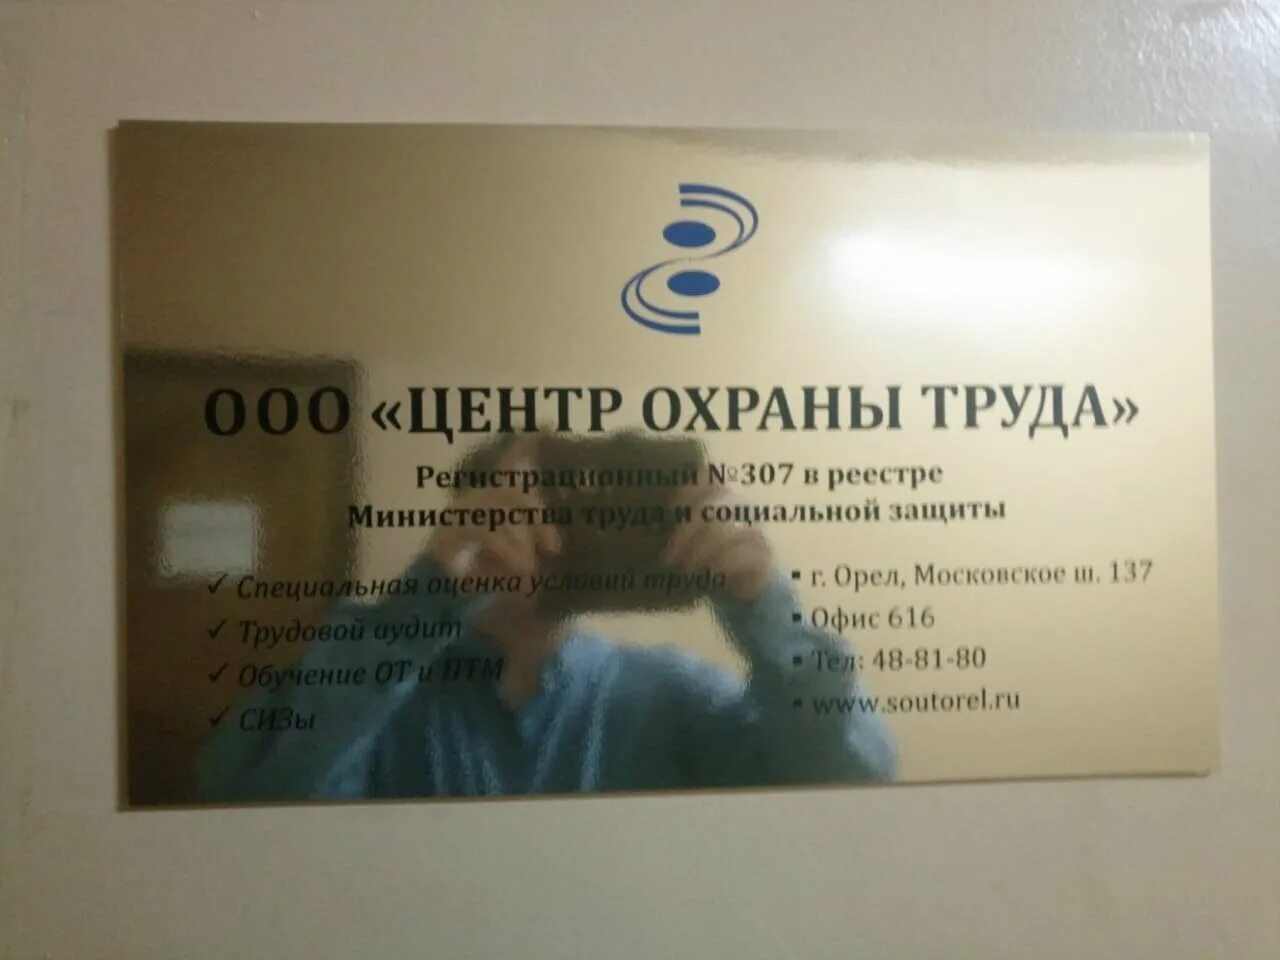 ООО «ЦЕНТР ОХРАНЫ ТРУДА»
Регистрационный №307 в реестре
Министерства труда и социальной защиты
✓ Специальная оценка условий труда
✓ Трудовой аудит
✓ Обучение ОТ и ПТМ
✓ СИЗы
▪ г. Орел, Московское ш. 137
▪ Офис 616
▪ Тел: 48-81-80
▪ www.soutorel.ru